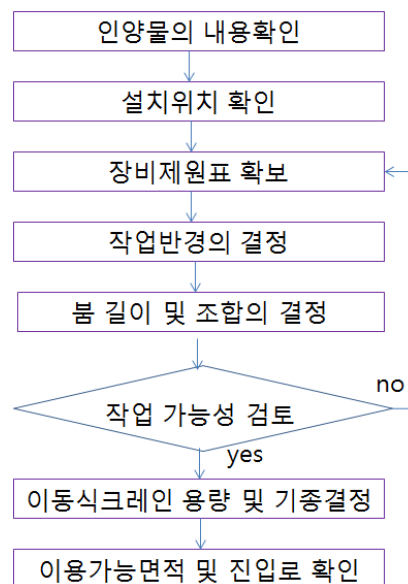 인양물의 내용확인
설치위치 확인
장비제원표 확보
작업반경의 결정
붐 길이 및 조합의 결정
no
작업 가능성 검토
yes
이동식크레인 용량 및 기종결정
이용가능면적 및 진입로 확인